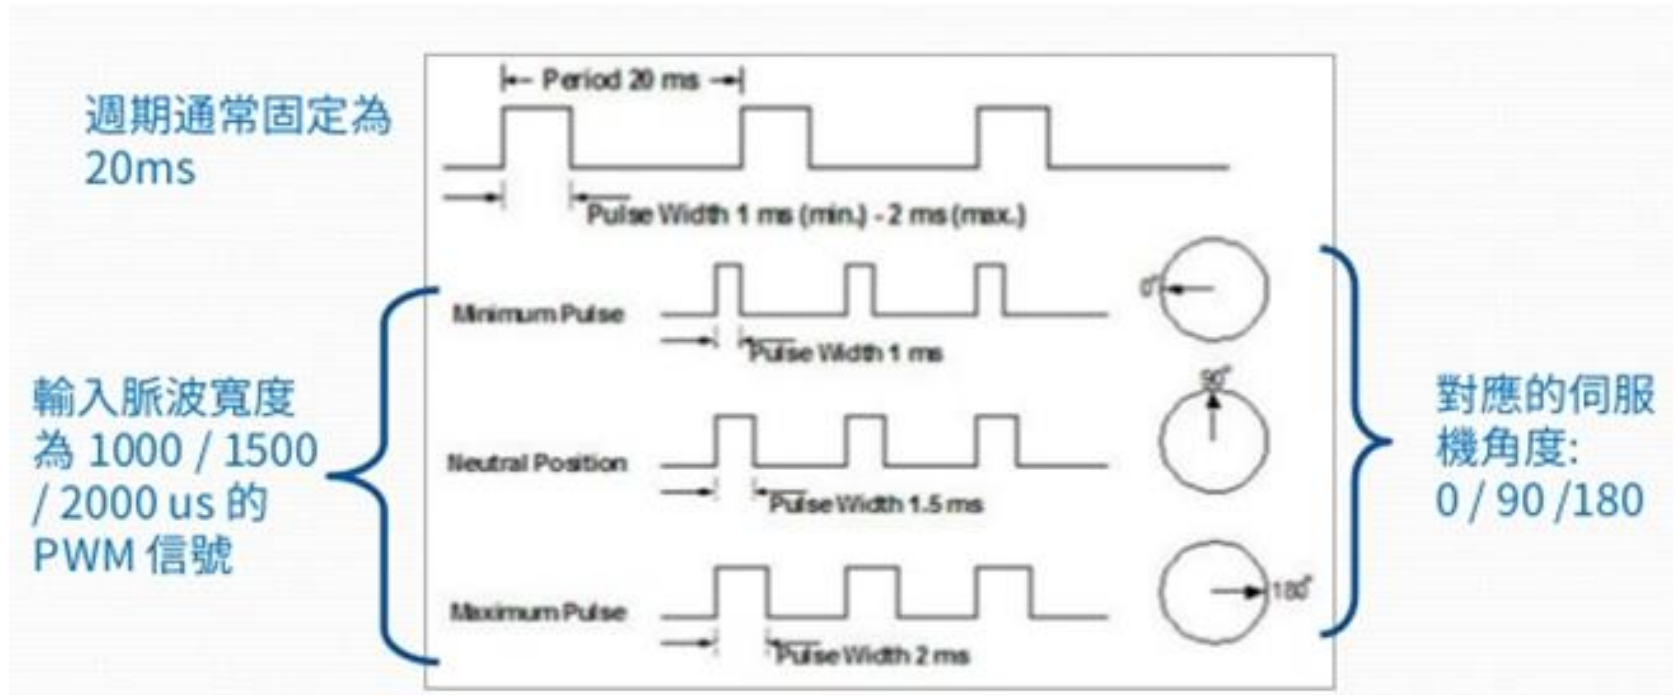 週期通常固定為
20ms
Period 20 ms
Pulse Width 1 ms (min.) - 2 ms (max.)
輸入脈波寬度
為 1000 / 1500
/ 2000 us 的
PWM 信號
Minimum Pulse
Pulse Width 1 ms
0°
Neutral Position
Pulse Width 1.5 ms
90°
Maximum Pulse
Pulse Width 2 ms
180°
對應的伺服
機角度:
0 / 90 /180